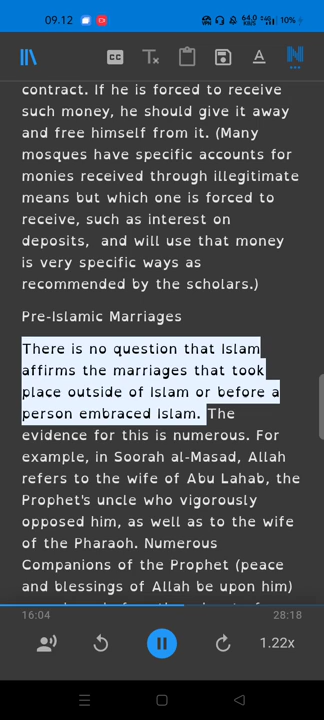 09.12
64.0
10%
CC
contract. If he is forced to receive
such money, he should give it away
and free himself from it. (Many
mosques have specific accounts for
monies received through illegitimate
means but which one is forced to
receive, such as interest on
deposits, and will use that money
is very specific ways as
recommended by the scholars.)
Pre-Islamic Marriages
There is no question that Islam
affirms the marriages that took
place outside of Islam or before a
person embraced Islam. The
evidence for this is numerous. For
example, in Soorah al-Masad, Allah
refers to the wife of Abu Lahab, the
Prophet's uncle who vigorously
opposed him, as well as to the wife
of the Pharaoh. Numerous
Companions of the Prophet (peace
and blessings of Allah be upon him)
16:04
28:18
1.22x